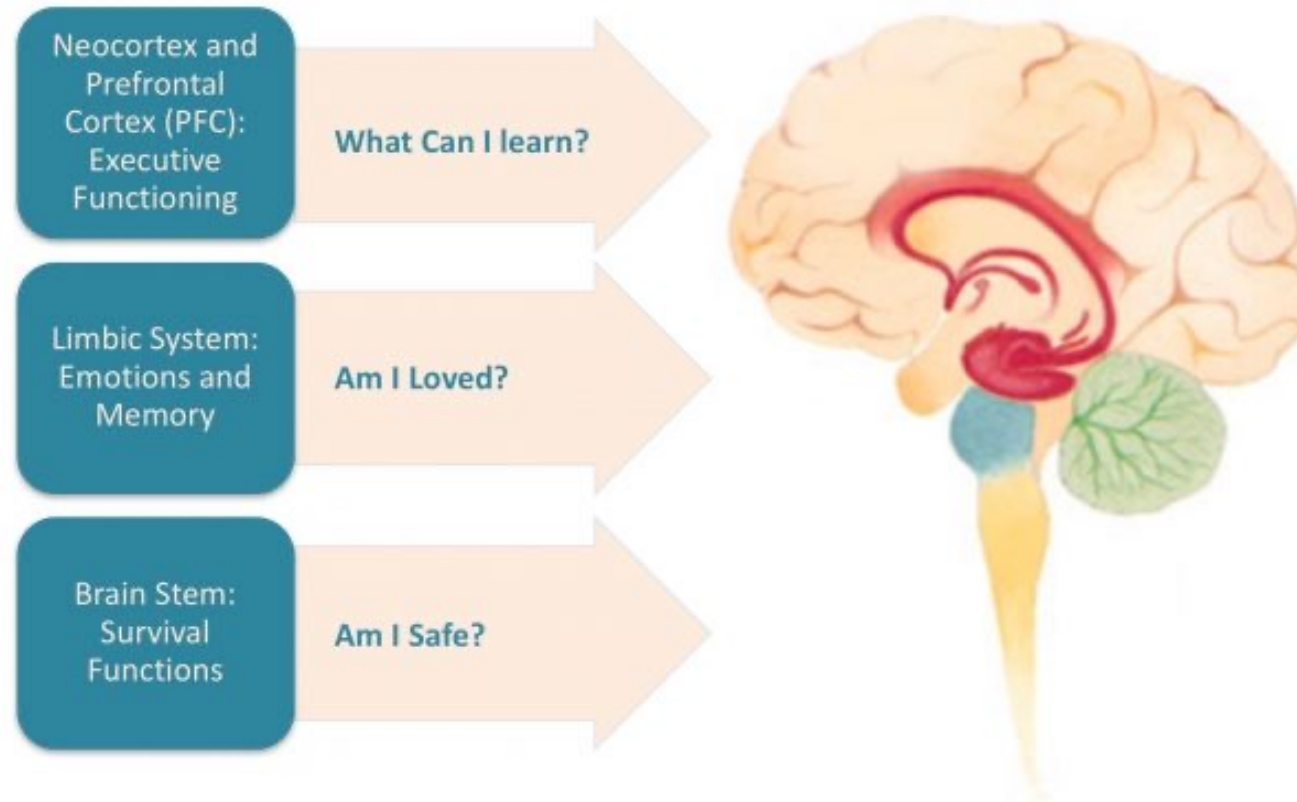 Neocortex and
Prefrontal
Cortex (PFC):
Executive
Functioning
What Can I learn?
Limbic System:
Emotions and
Memory
Am I Loved?
Brain Stem:
Survival
Functions
Am I Safe?